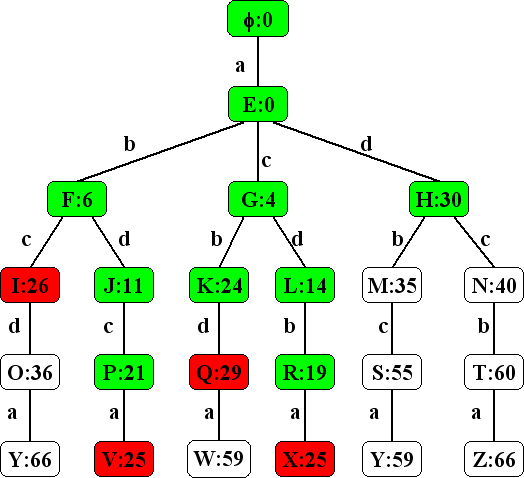 ϕ:0
a
E:0
b c d
F:6 G:4 H:30
c d b d b c
I:26 J:11 K:24 L:14 M:35 N:40
d c d b c b
O:36 P:21 Q:29 R:19 S:55 T:60
a a a a a a
Y:66 V:25 W:59 X:25 Y:59 Z:66